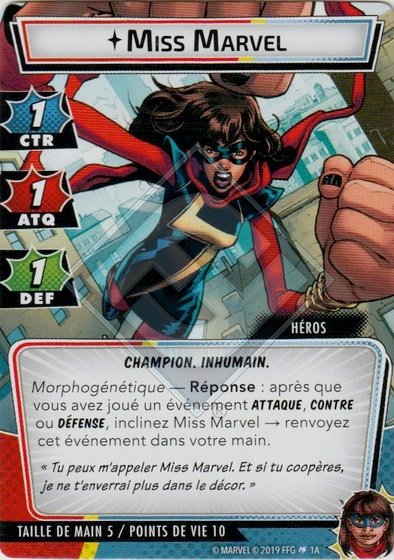 ✦ MISS MARVEL
1
CTR
1
ATQ
1
DEF
HÉROS
CHAMPION. INHUMAIN.
Morphogénétique — Réponse : après que
vous avez joué un événement ATTAQUE, CONTRE
ou DÉFENSE, inclinez Miss Marvel → renvoyez
cet événement dans votre main.
« Tu peux m'appeler Miss Marvel. Et si tu coopères,
je ne t'enverrai plus dans le décor. »
TAILLE DE MAIN 5 / POINTS DE VIE 10
© MARVEL © 2019 FFG 1A